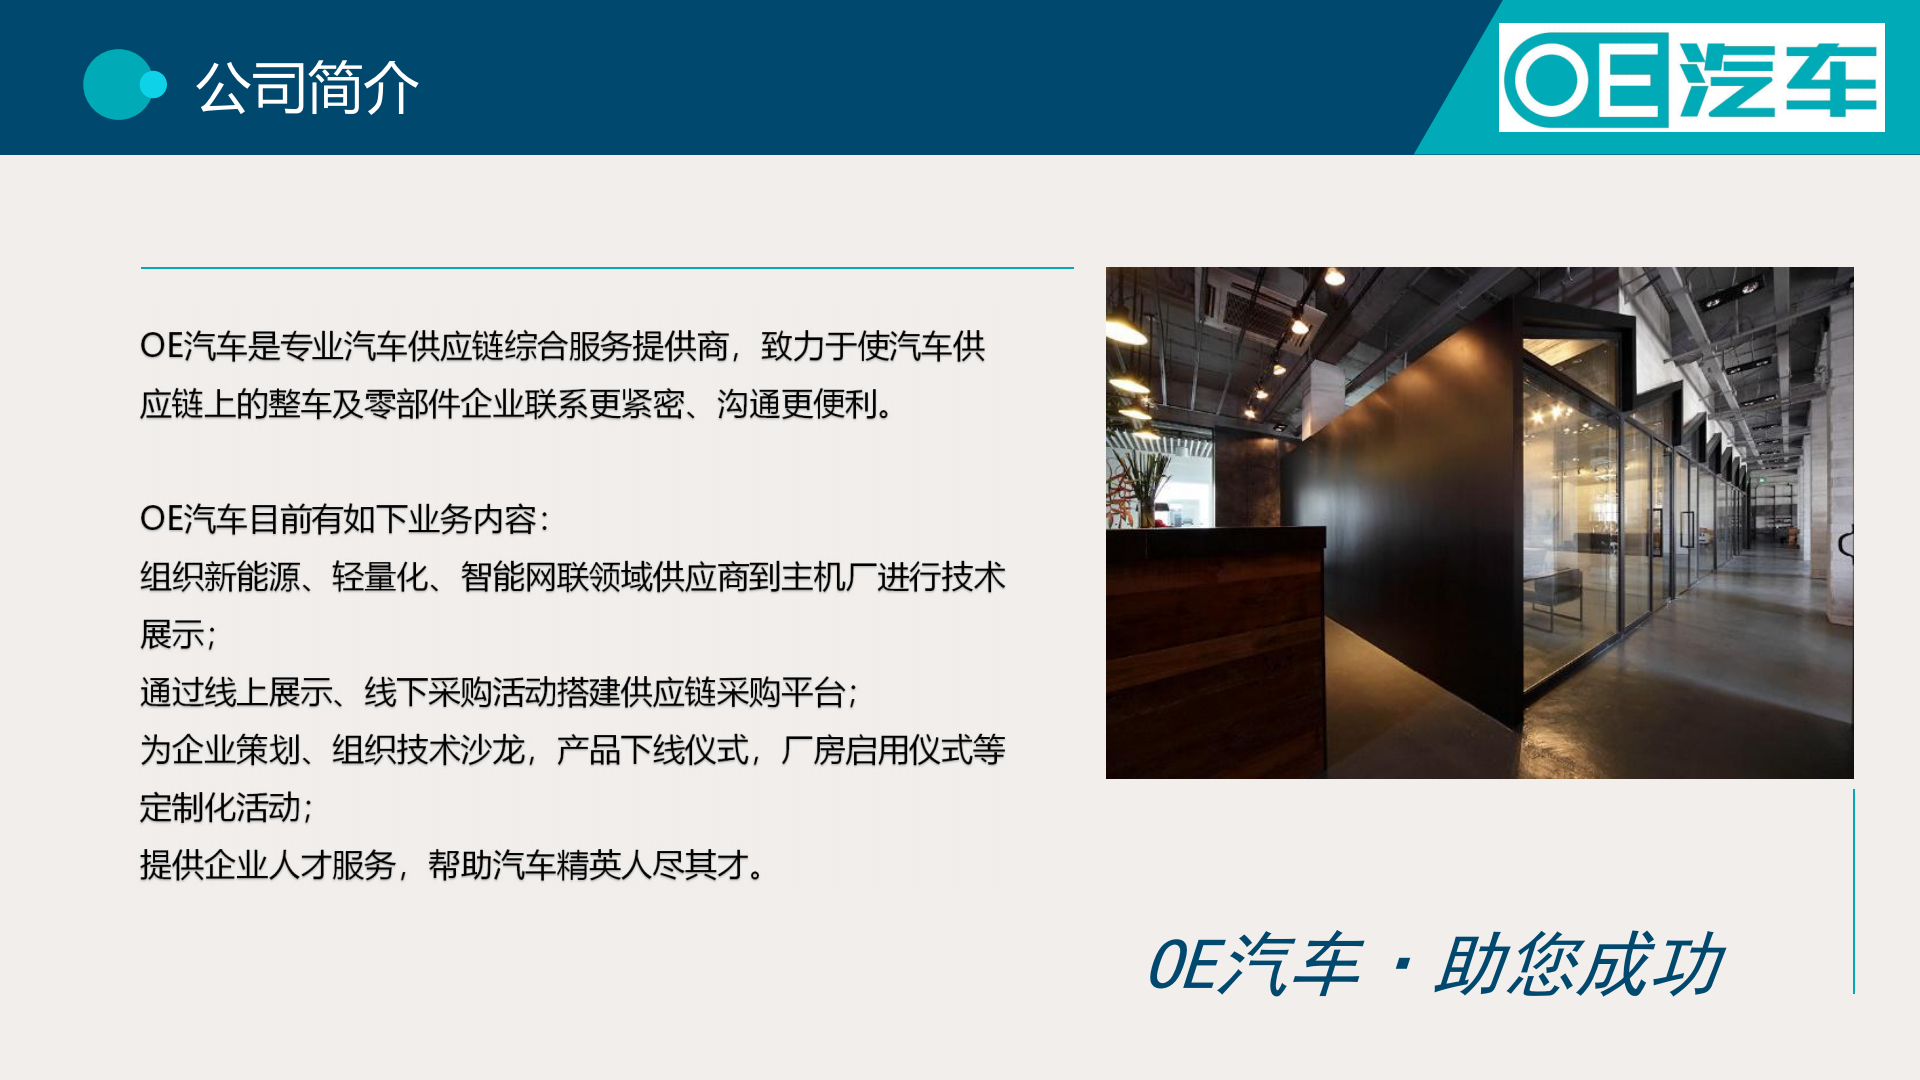 公司简介
OE汽车
OE汽车是专业汽车供应链综合服务提供商，致力于使汽车供
应链上的整车及零部件企业联系更紧密、沟通更便利。
OE汽车目前有如下业务内容：
组织新能源、轻量化、智能网联领域供应商到主机厂进行技术
展示；
通过线上展示、线下采购活动搭建供应链采购平台；
为企业策划、组织技术沙龙，产品下线仪式，厂房启用仪式等
定制化活动；
提供企业人才服务，帮助汽车精英人尽其才。
OE汽车·助您成功